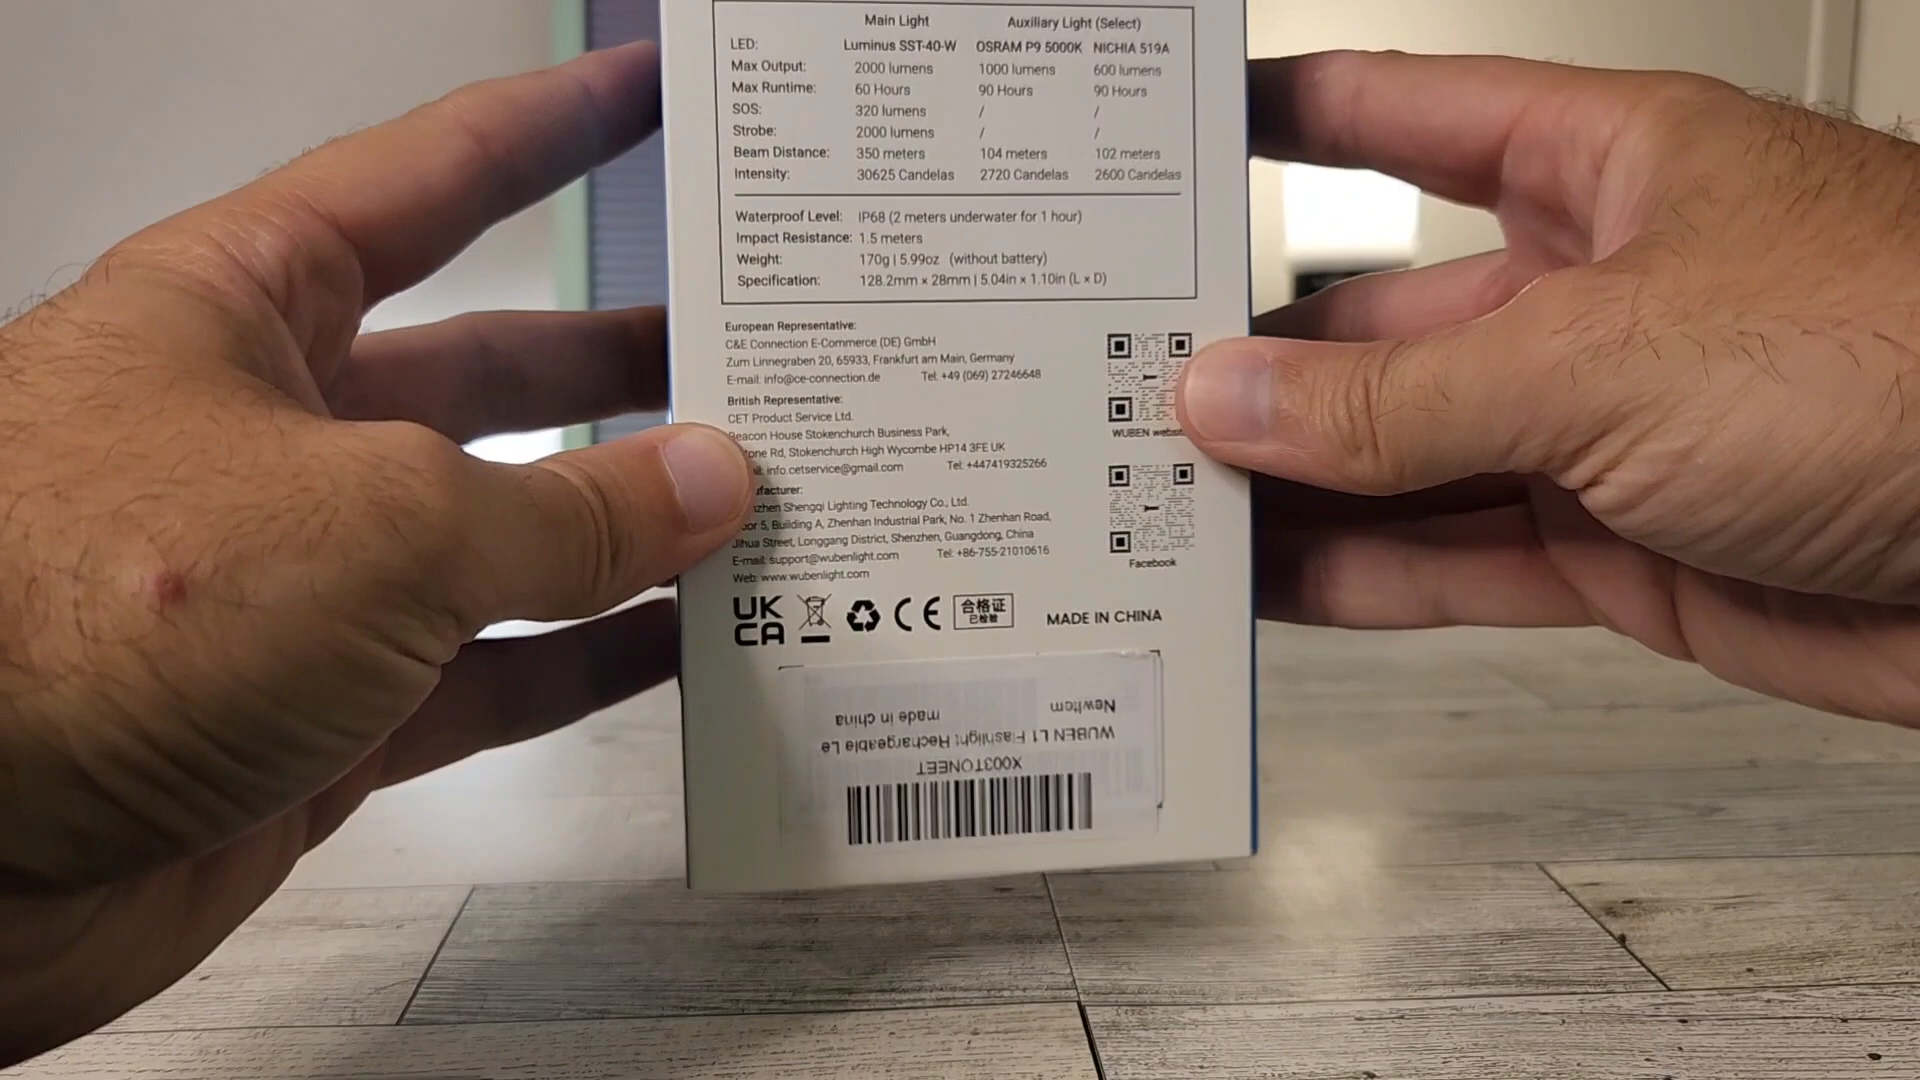 Main Light Auxiliary Light (Select)
LED: Luminus SST-40-W OSRAM P9 5000K NICHIA 519A
Max Output: 2000 lumens 1000 lumens 600 lumens
Max Runtime: 60 Hours 90 Hours 90 Hours
SOS: 320 lumens / /
Strobe: 2000 lumens / /
Beam Distance: 350 meters 104 meters 102 meters
Intensity: 30625 Candelas 2720 Candelas 2600 Candelas
Waterproof Level: IP68 (2 meters underwater for 1 hour)
Impact Resistance: 1.5 meters
Weight: 170g | 5.99oz (without battery)
Specification: 128.2mm × 28mm | 5.04in × 1.10in (L × D)
European Representative:
C&E Connection E-Commerce (DE) GmbH
Zum Linnegraben 20, 65933, Frankfurt am Main, Germany
E-mail: info@ce-connection.de Tel: +49 (069) 27246648
British Representative:
CET Product Service Ltd.
Beacon House Stokenchurch Business Park,
Rd, Stokenchurch High Wycombe HP14 3FE UK
info.cetservice@gmail.com Tel: +447419325266
Shengqi Lighting Technology Co., Ltd.
5, Building A, Zhenhan Industrial Park, No. 1 Zhenhan Road,
Jihua Street, Longgang District, Shenzhen, Guangdong, China
E-mail: support@wubenlight.com Tel: +86-755-21010616
Web: www.wubenlight.com
WUBEN
Facebook
UK
CA
CE
合格证
已检验
MADE IN CHINA
X003TONEET
WUBEN L1 Flashlight Rechargeable Le
NewItem made in china